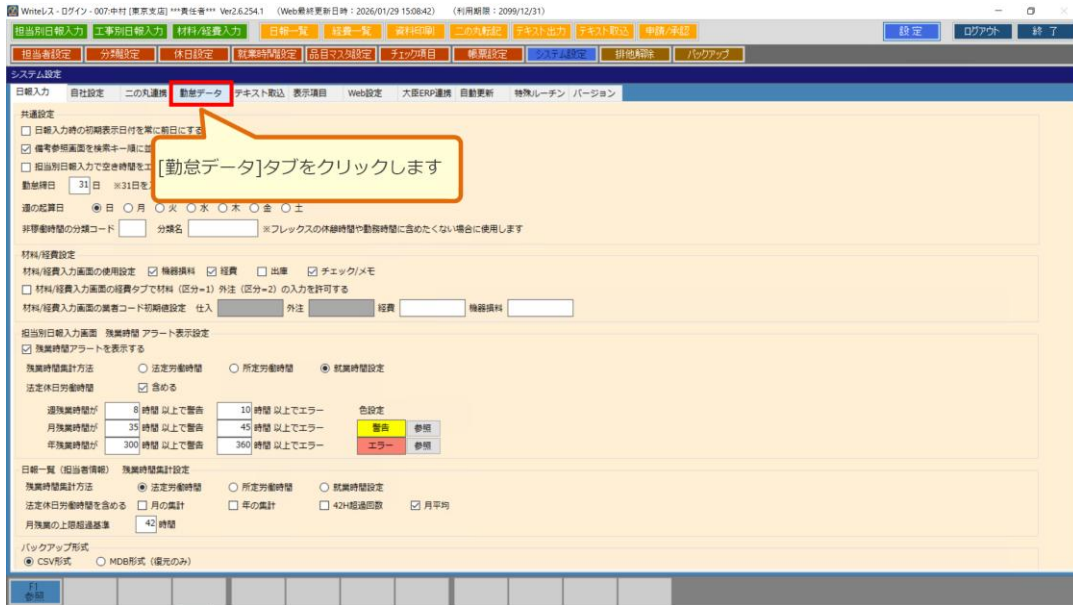 Writeレス - ログイン - 007:中村 [東京支店] ***責任者*** Ver2.6.254.1 (Web最終更新日時:2026/01/29 15:08:42) (利用期限:2099/12/31)
担当別日報入力 工事別日報入力 材料/経費入力 日報一覧 経費一覧 資料印刷 二の丸転記 テキスト出力 テキスト取込 申請/承認 設 定 ログアウト 終 了
担当者設定 分類設定 休日設定 就業時間設定 品目マスタ設定 チェック項目 帳票設定 システム設定 排他解除 バックアップ
システム設定
日報入力 自社設定 二の丸連携 勤怠データ テキスト取込 表示項目 Web設定 大臣ERP連携 自動更新 特殊ルーチン バージョン
共通設定
日報入力時の初期表示日付を常に前日にする
備考参照画面を検索キー順に並
担当別日報入力で空き時間をエ
[勤怠データ]タブをクリックします
勤怠締日 31 日 ※31日を入
週の起算日 日 月 火 水 木 金 土
非稼働時間の分類コード 分類名 ※フレックスの休憩時間や勤務時間に含めたくない場合に使用します
材料/経費設定
材料/経費入力画面の使用設定 機器損料 経費 出庫 チェック/メモ
材料/経費入力画面の経費タブで材料(区分=1)外注(区分=2)の入力を許可する
材料/経費入力画面の業者コード初期値設定 仕入 外注 経費 機器損料
担当別日報入力画面 残業時間 アラート表示設定
残業時間アラートを表示する
残業時間集計方法 法定労働時間 所定労働時間 就業時間設定
法定休日労働時間 含める
週残業時間が 8 時間 以上で警告 10 時間 以上でエラー 色設定
月残業時間が 35 時間 以上で警告 45 時間 以上でエラー 警告 参照
年残業時間が 300 時間 以上で警告 360 時間 以上でエラー エラー 参照
日報一覧(担当者情報) 残業時間集計設定
残業時間集計方法 法定労働時間 所定労働時間 就業時間設定
法定休日労働時間を含める 月の集計 年の集計 42H超過回数 月平均
月残業の上限超過基準 42 時間
バックアップ形式
CSV形式 MDB形式(復元のみ)
F1
参照